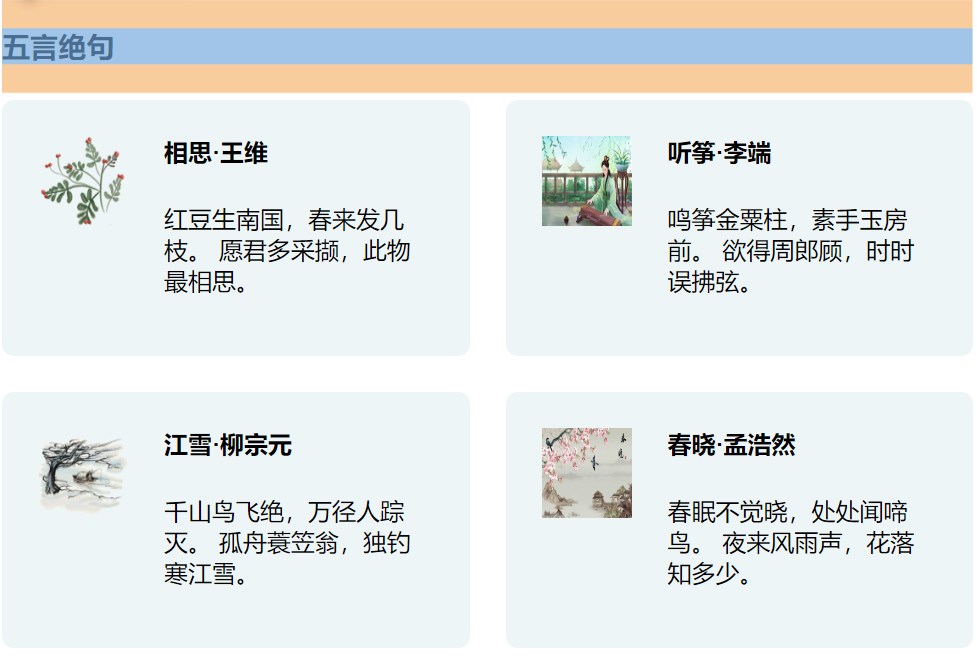 五言绝句
相思·王维
红豆生南国，春来发几
枝。 愿君多采撷，此物
最相思。
听筝·李端
鸣筝金粟柱，素手玉房
前。 欲得周郎顾，时时
误拂弦。
江雪·柳宗元
千山鸟飞绝，万径人踪
灭。 孤舟蓑笠翁，独钓
寒江雪。
春晓·孟浩然
春眠不觉晓，处处闻啼
鸟。 夜来风雨声，花落
知多少。